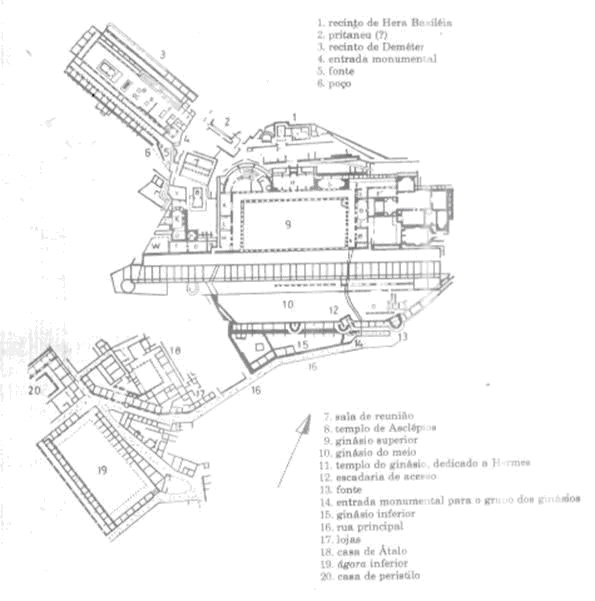 1. recinto de Hera Basiléia
2. pritaneu (?)
3. recinto de Deméter
4. entrada monumental
5. fonte
6. poço
3
1
2
4
6
7
8
9
W
10
12
11
13
14
15
16
16
17
18
19
20
7. sala de reunião
8. templo de Asclépios
9. ginásio superior
10. ginásio do meio
11. templo do ginásio, dedicado a Hermes
12. escadaria de acesso
13. fonte
14. entrada monumental para o grupo dos ginásios
15. ginásio inferior
16. rua principal
17. lojas
18. casa de Átalo
19. ágora inferior
20. casa de peristilo